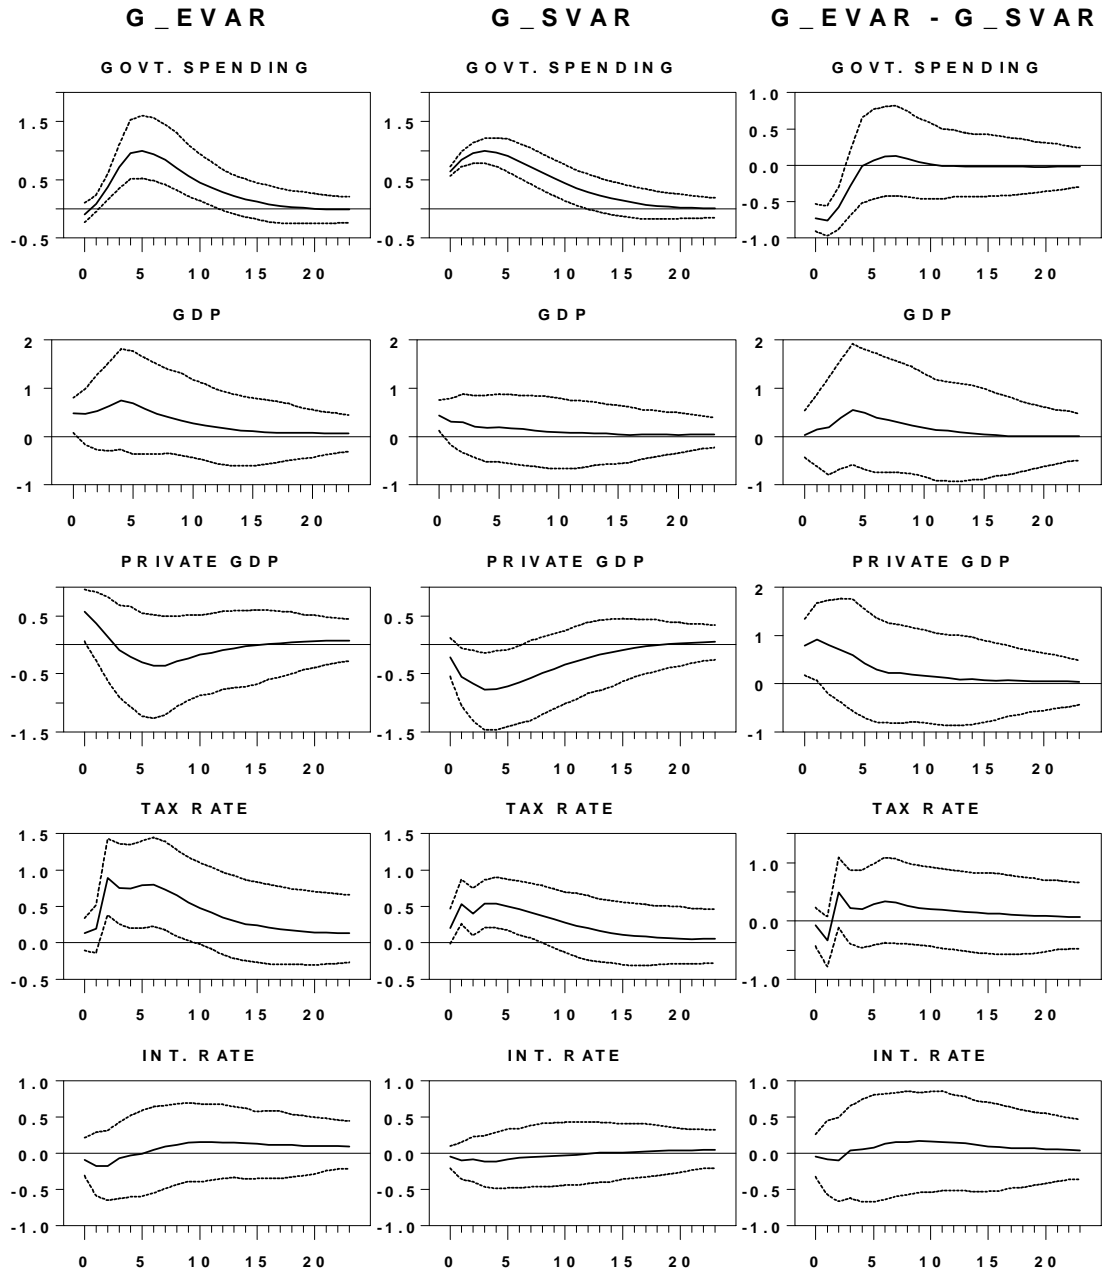 G_EVAR G_SVAR G_EVAR - G_SVAR
GOVT. SPENDING GOVT. SPENDING GOVT. SPENDING
1.5 1.5 1.0
0.5
0.5 0.5 0.0
-0.5
-0.5 -0.5 -1.0
0 5 10 15 20 0 5 10 15 20 0 5 10 15 20
GDP GDP GDP
2 2 2
1 1 1
0 0 0
-1 -1 -1
0 5 10 15 20 0 5 10 15 20 0 5 10 15 20
PRIVATE GDP PRIVATE GDP PRIVATE GDP
2
0.5 0.5
1
-0.5 -0.5
0
-1.5 -1.5 -1
0 5 10 15 20 0 5 10 15 20 0 5 10 15 20
TAX RATE TAX RATE TAX RATE
1.5 1.5
1.0 1.0 1.0
0.5 0.5
0.0 0.0 0.0
-0.5 -0.5 -1.0
0 5 10 15 20 0 5 10 15 20 0 5 10 15 20
INT. RATE INT. RATE INT. RATE
1.0 1.0 1.0
0.5 0.5 0.5
0.0 0.0 0.0
-0.5 -0.5 -0.5
-1.0 -1.0 -1.0
0 5 10 15 20 0 5 10 15 20 0 5 10 15 20